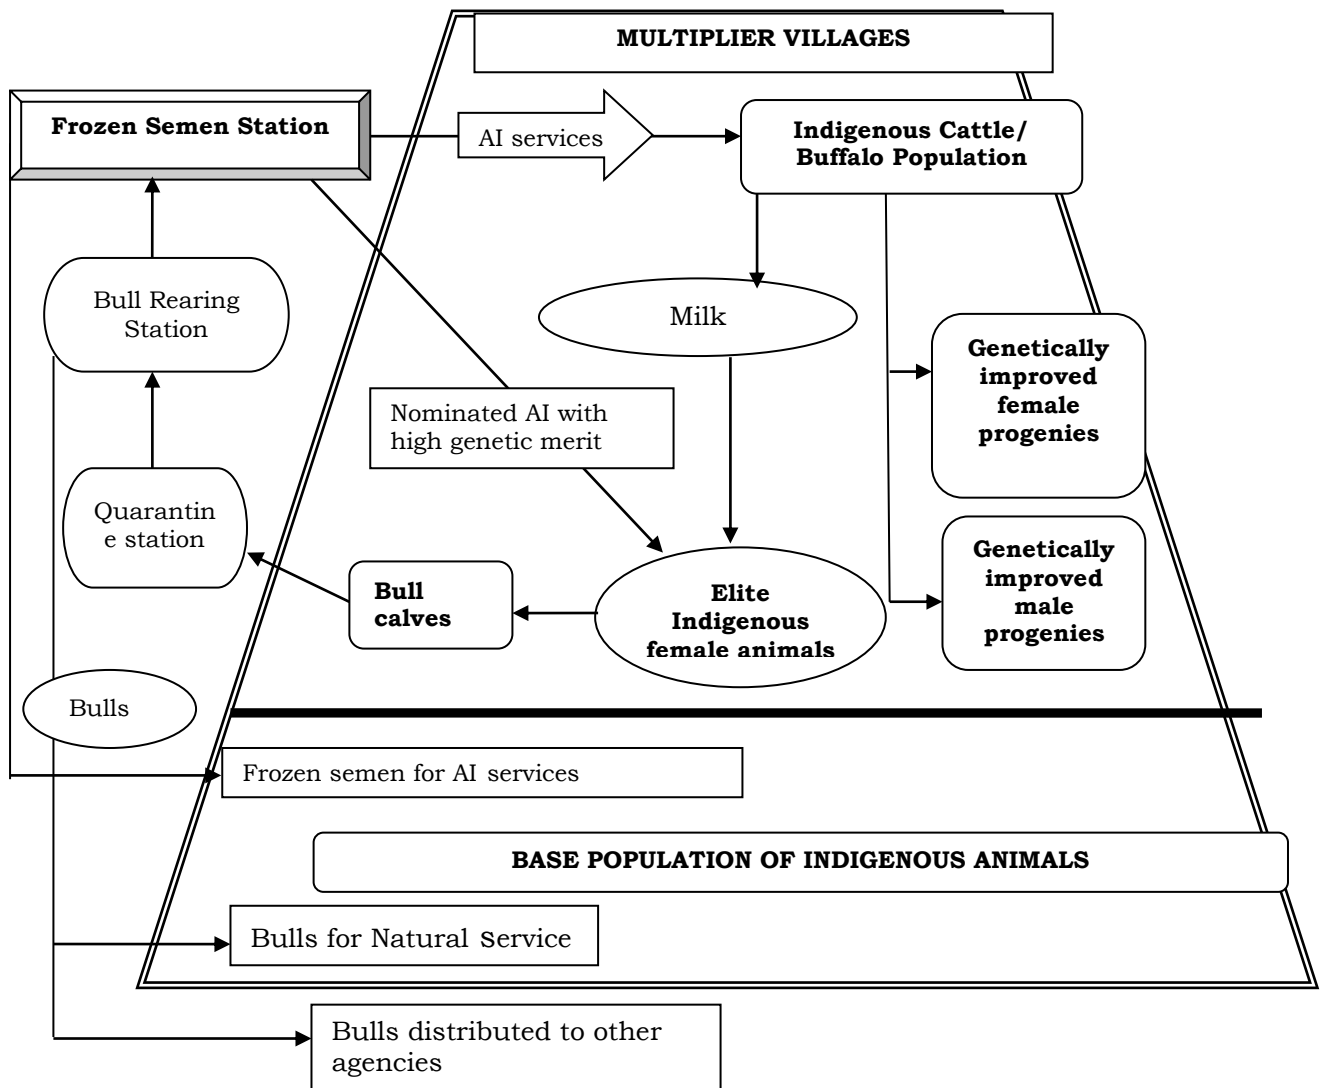 MULTIPLIER VILLAGES
Frozen Semen Station
AI services
Indigenous Cattle/
Buffalo Population
Bull Rearing
Station
Milk
Genetically
improved
female
progenies
Nominated AI with
high genetic merit
Quarantin
e station
Bull
calves
Elite
Indigenous
female animals
Genetically
improved
male
progenies
Bulls
Frozen semen for AI services
BASE POPULATION OF INDIGENOUS ANIMALS
Bulls for Natural Service
Bulls distributed to other
agencies